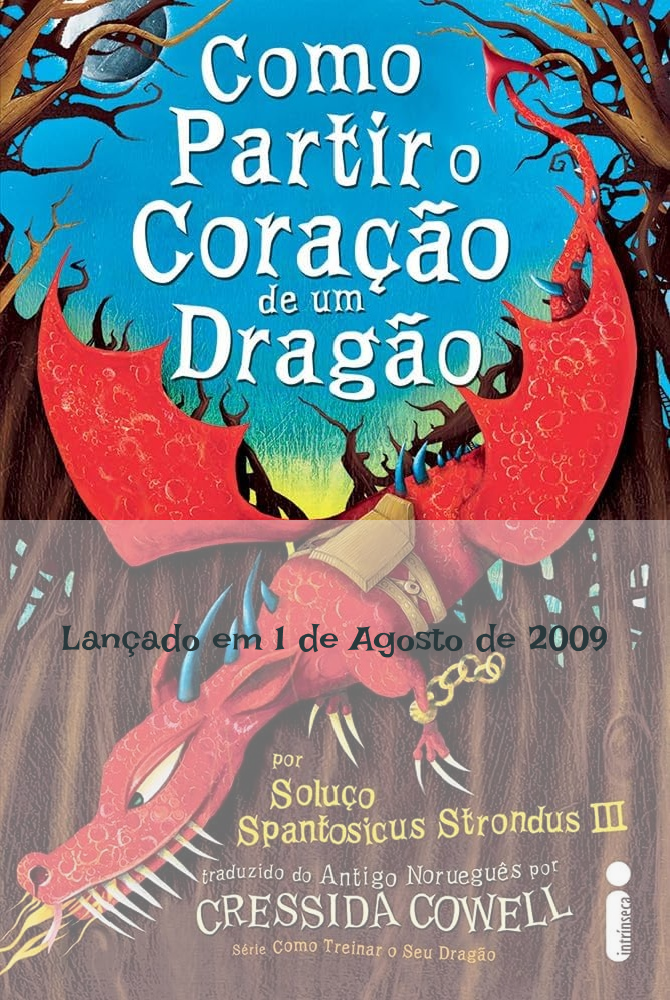 Como
Partir o
Coração
de um
Dragão
Lançado em 1 de Agosto de 2009
por
Soluço
Spantosicus Strondus III
traduzido do Antigo Norueguês por
CRESSIDA COWELL
Série Como Treinar o Seu Dragão
intrínseca